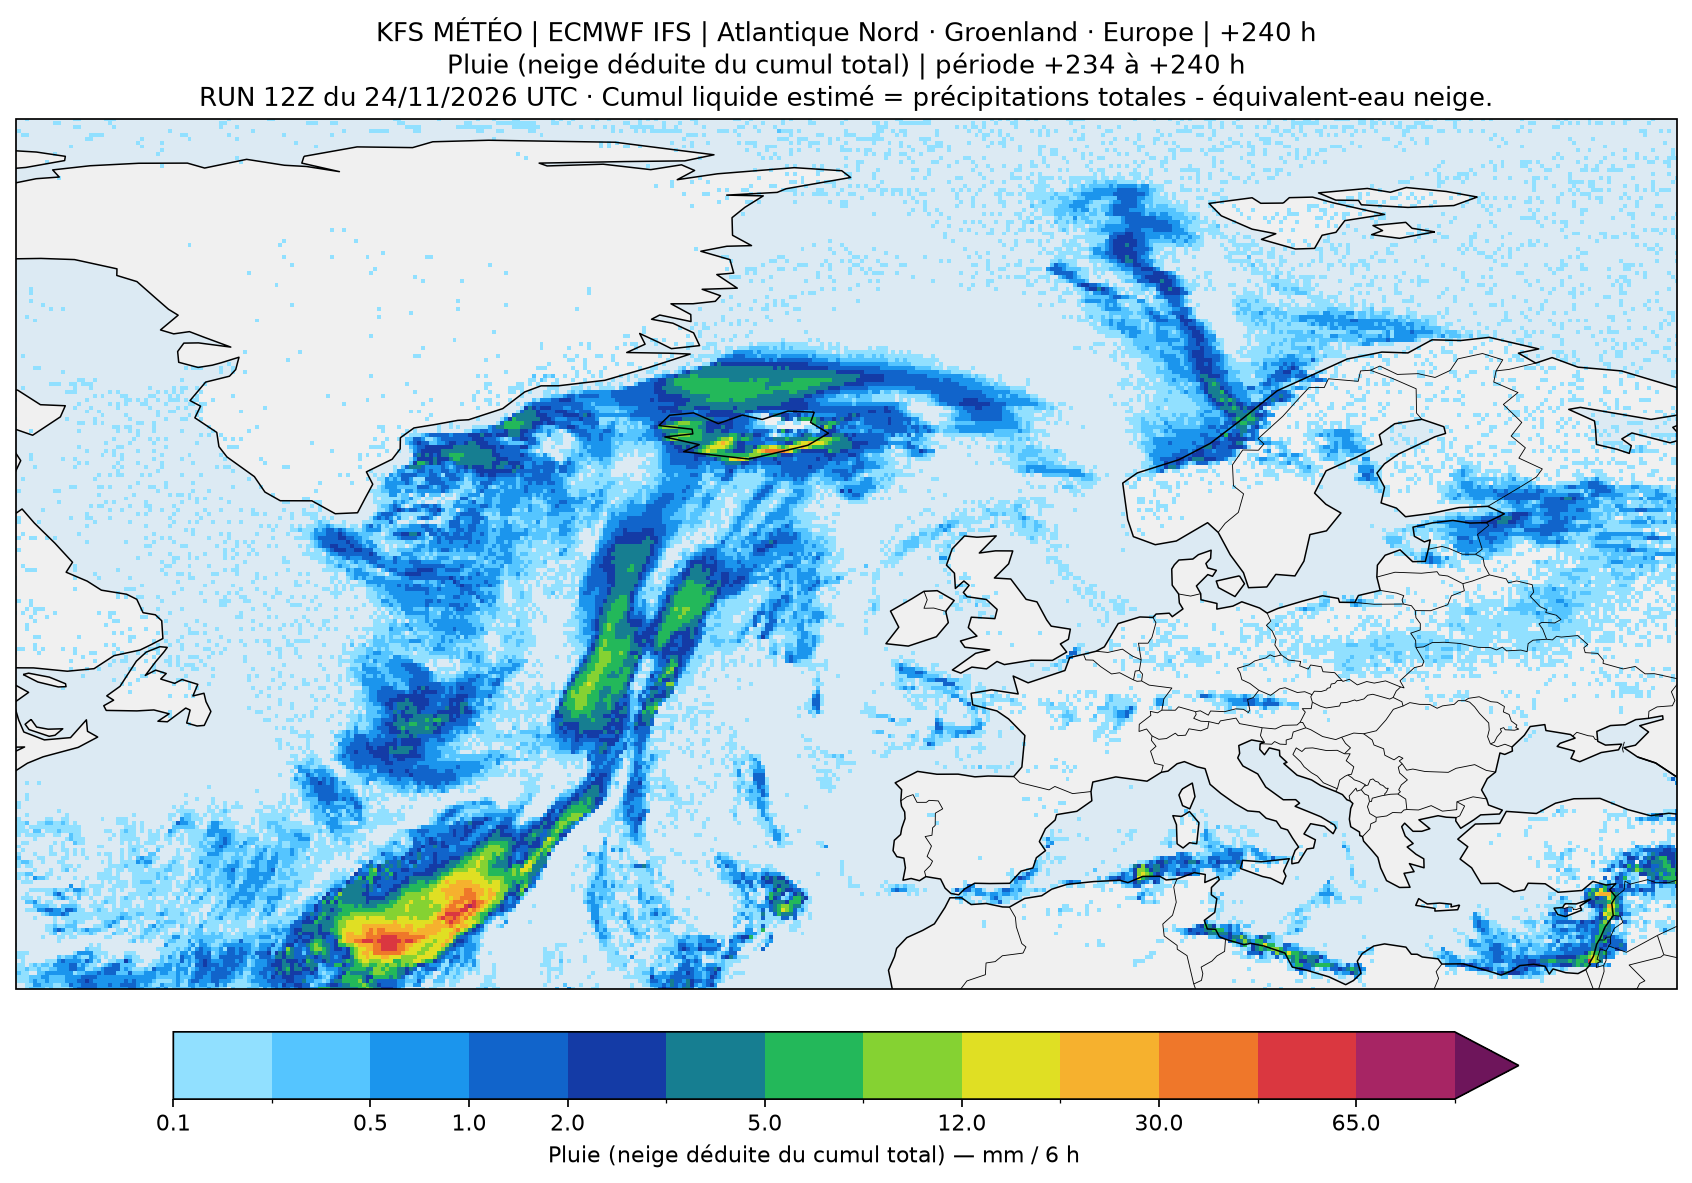 KFS MÉTÉO | ECMWF IFS | Atlantique Nord · Groenland · Europe | +240 h
Pluie (neige déduite du cumul total) | période +234 à +240 h
RUN 12Z du 24/11/2026 UTC · Cumul liquide estimé = précipitations totales - équivalent-eau neige.
0.1 0.5 1.0 2.0 5.0 12.0 30.0 65.0
Pluie (neige déduite du cumul total) — mm / 6 h